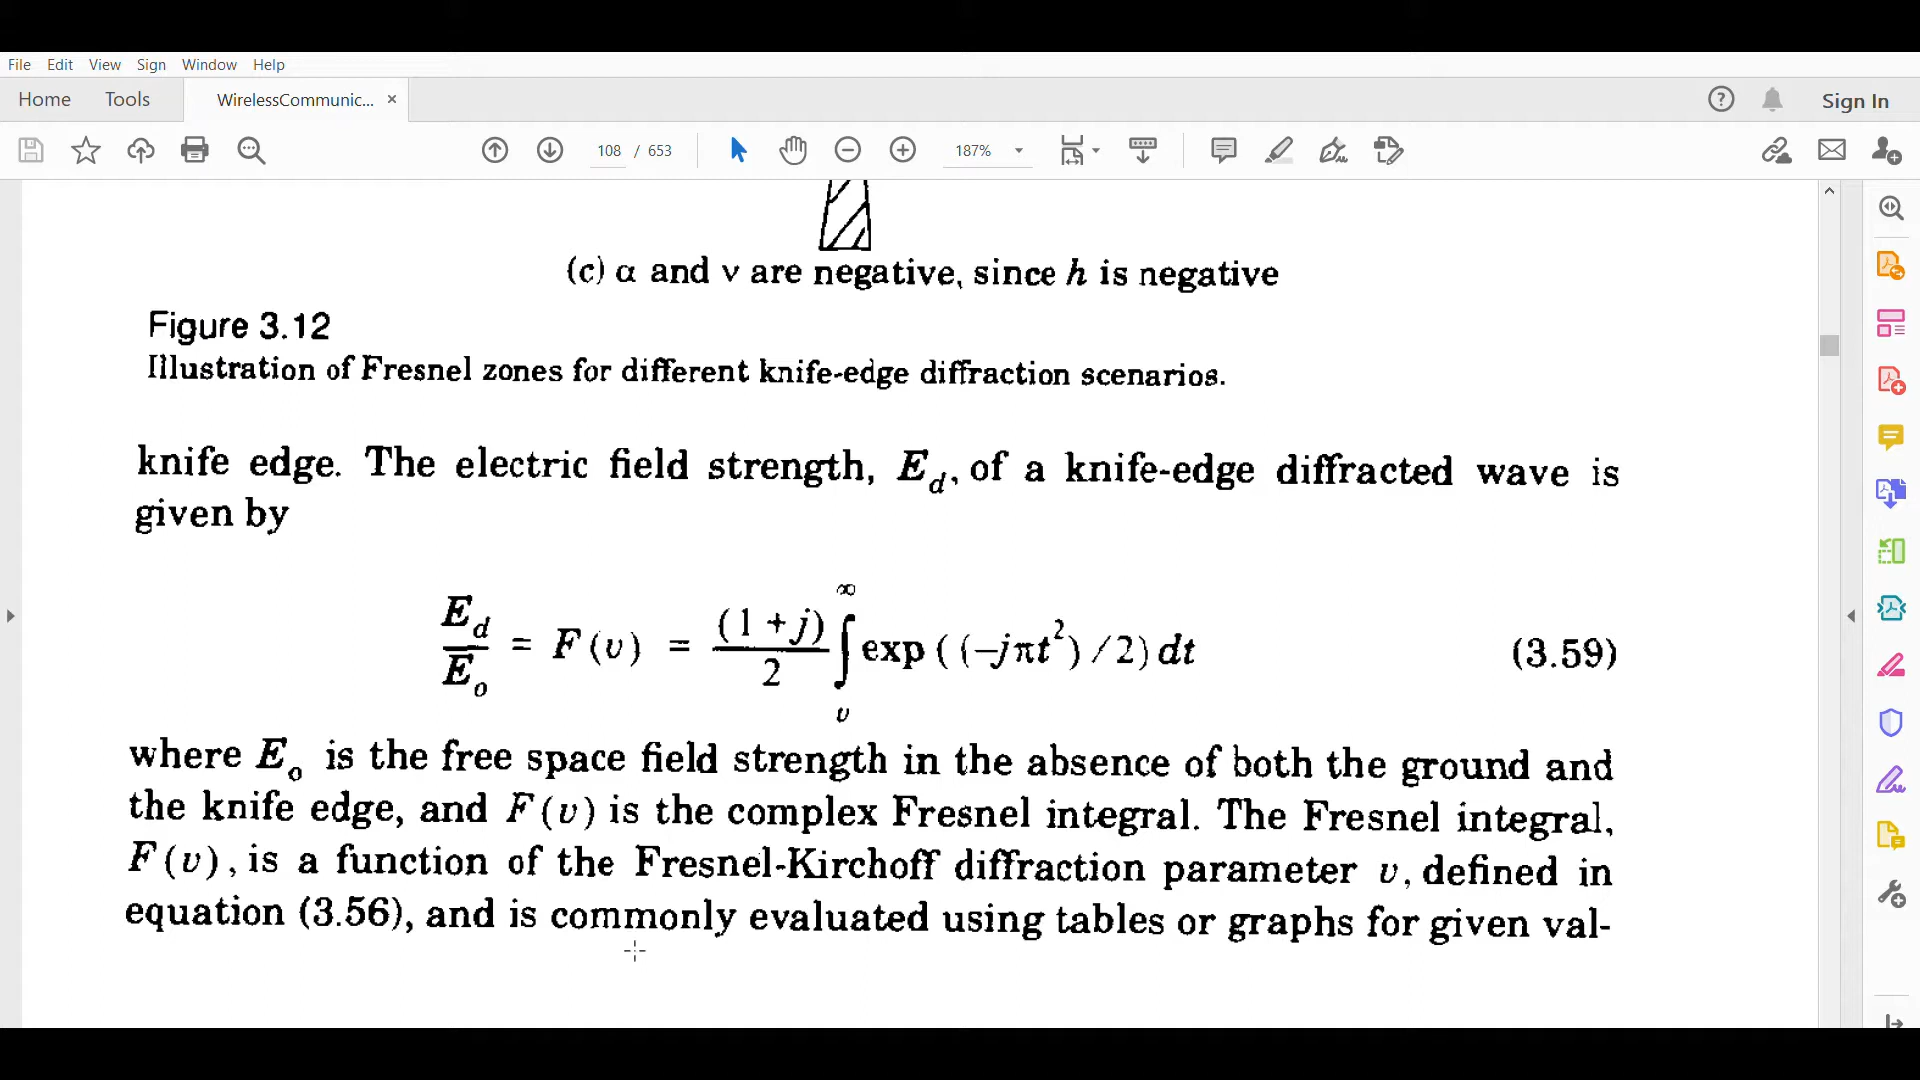 File Edit View Sign Window Help
Home Tools WirelessCommunic... × Sign In
108 / 653 187%
(c) α and ν are negative, since h is negative
Figure 3.12
Illustration of Fresnel zones for different knife-edge diffraction scenarios.
knife edge. The electric field strength, E_d, of a knife-edge diffracted wave is
given by
E_d/E_o = F(υ) = (1+j)/2 ∫_υ^∞ exp((-jπt²)/2)dt (3.59)
where E_o is the free space field strength in the absence of both the ground and
the knife edge, and F(υ) is the complex Fresnel integral. The Fresnel integral,
F(υ), is a function of the Fresnel-Kirchoff diffraction parameter υ, defined in
equation (3.56), and is commonly evaluated using tables or graphs for given val-